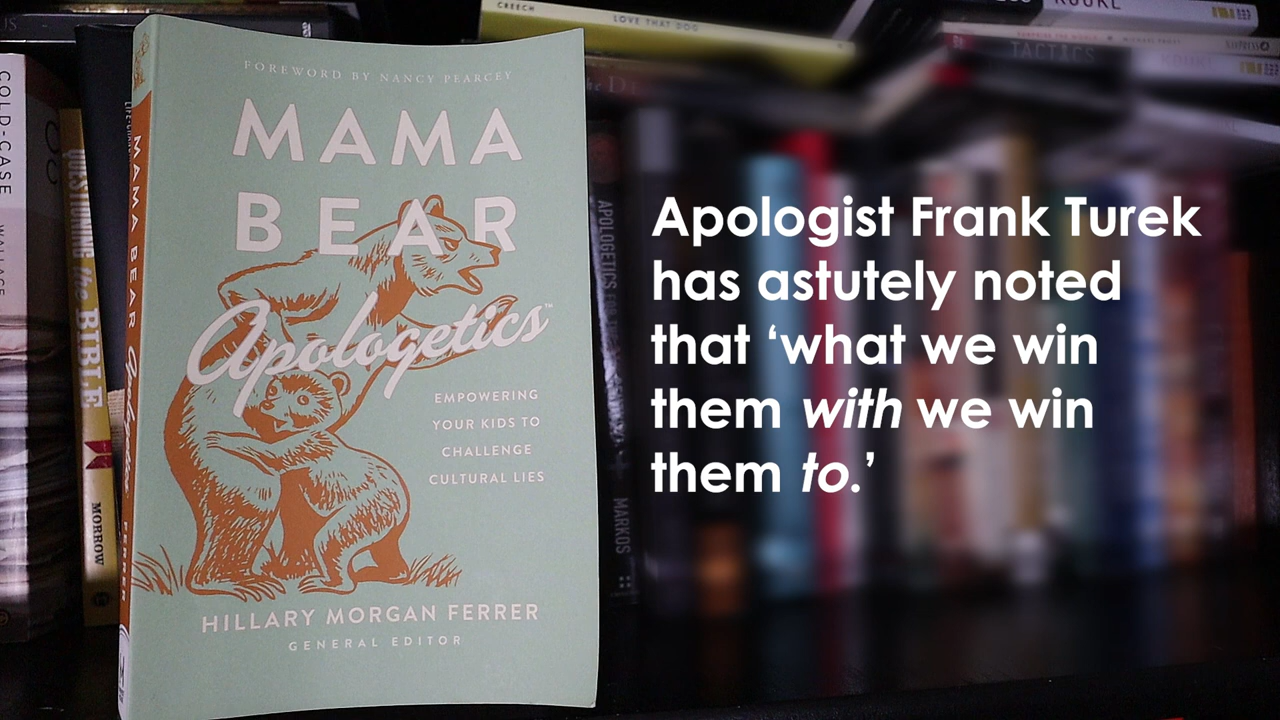 FOREWORD BY NANCY PEARCEY
MAMA
BEAR
Apologetics™
EMPOWERING
YOUR KIDS TO
CHALLENGE
CULTURAL LIES
HILLARY MORGAN FERRER
GENERAL EDITOR
MAMA BEAR Apologetics
COLD-CASE
WALLACE
QUESTIONING the BIBLE
MORROW
CREECH
LOVE THAT DOG
TACTICS
KOUKL
MARKOS
Apologist Frank Turek
has astutely noted
that ‘what we win
them with we win
them to.’